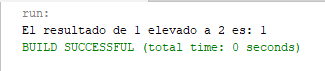 run:
El resultado de 1 elevado a 2 es: 1
BUILD SUCCESSFUL (total time: 0 seconds)